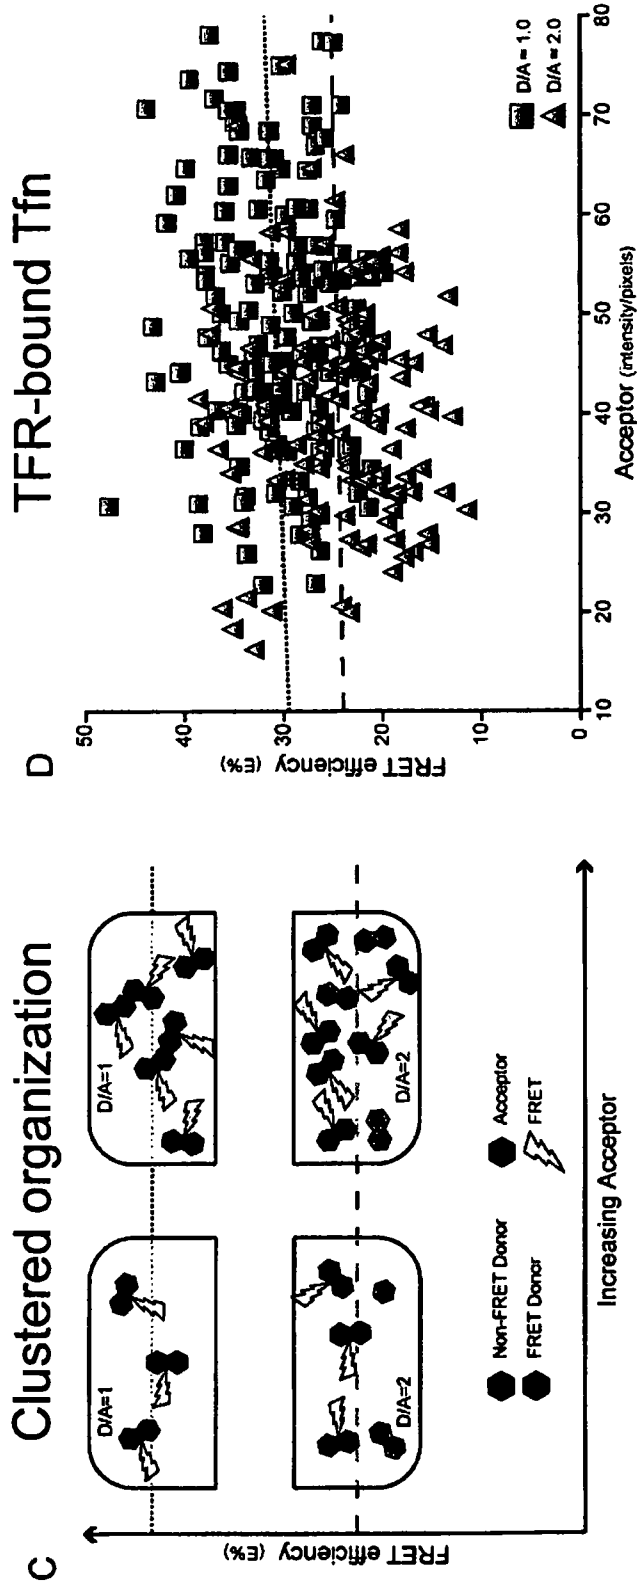 C
Clustered organization
FRET efficiency (E%)
D/A=1
D/A=1
D/A=2
D/A=2
Non-FRET Donor
Acceptor
FRET Donor
FRET
Increasing Acceptor
D
TFR-bound Tfn
FRET efficiency (E%)
50
40
30
20
10
0
10
20
30
40
50
60
70
80
D/A = 1.0
D/A = 2.0
Acceptor (intensity/pixels)